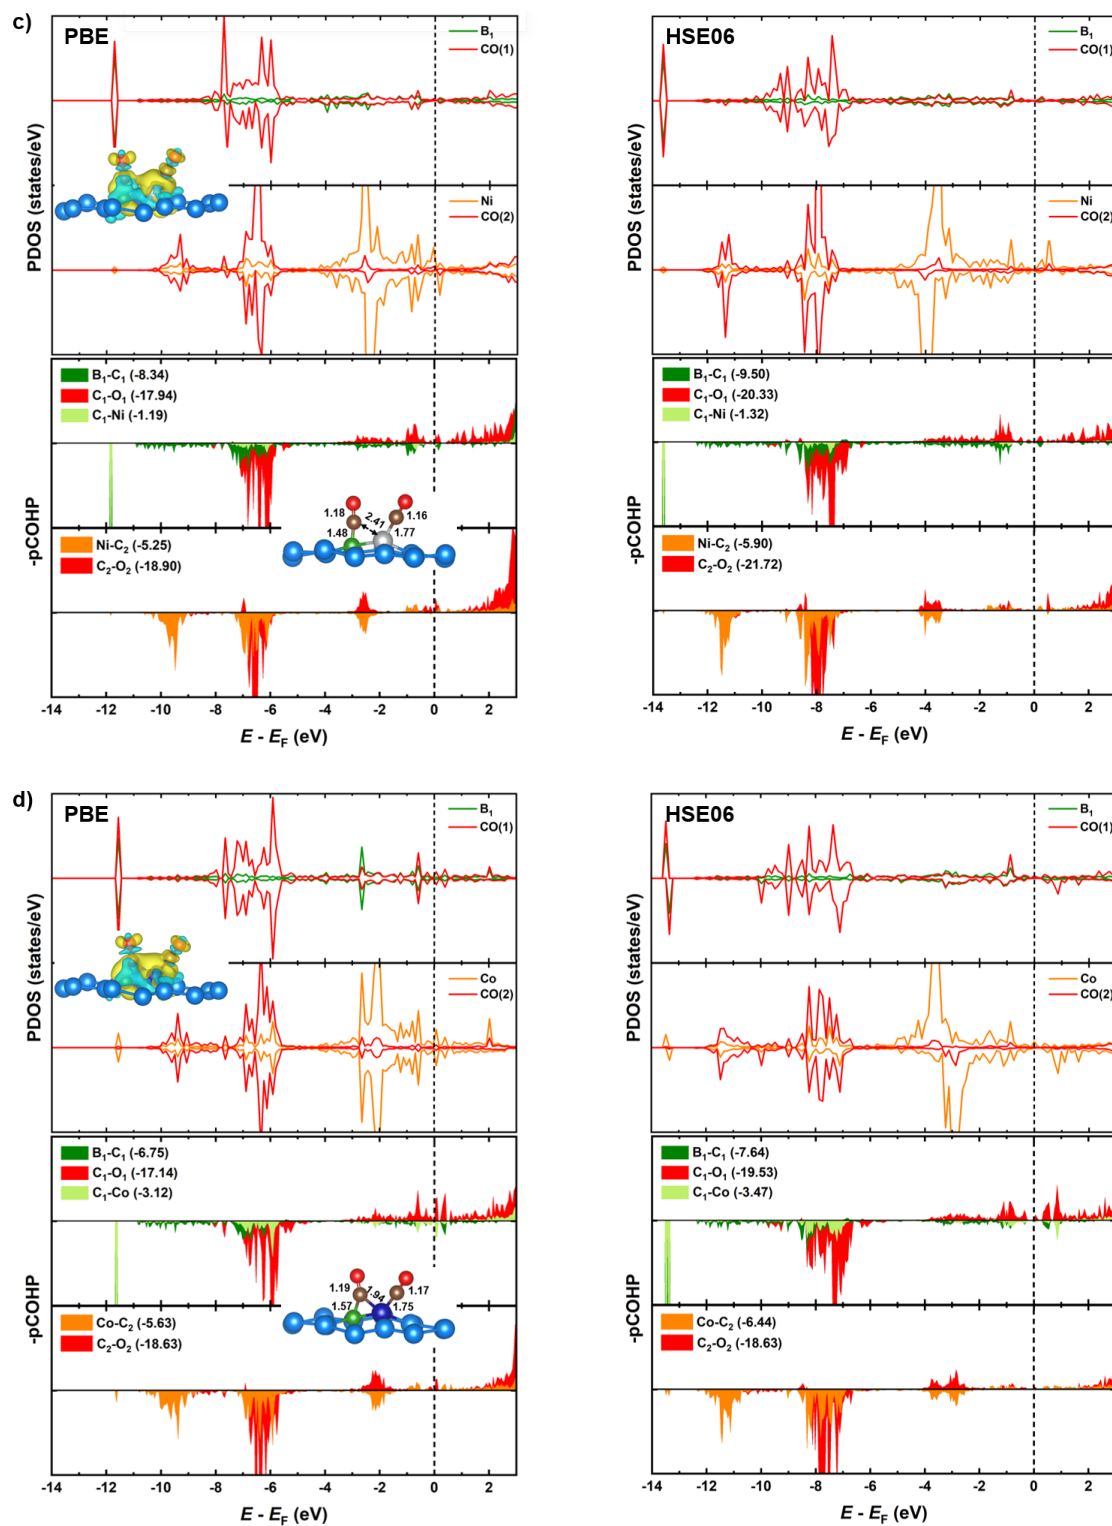 c)
PBE
B₁
CO(1)
PDOS (states/eV)
Ni
CO(2)
B₁-C₁ (-8.34)
C₁-O₁ (-17.94)
C₁-Ni (-1.19)
-pCOHP
1.18
2.41
1.16
1.48
1.77
Ni-C₂ (-5.25)
C₂-O₂ (-18.90)
-14 -12 -10 -8 -6 -4 -2 0 2
E - E_F (eV)
HSE06
B₁
CO(1)
PDOS (states/eV)
Ni
CO(2)
B₁-C₁ (-9.50)
C₁-O₁ (-20.33)
C₁-Ni (-1.32)
-pCOHP
Ni-C₂ (-5.90)
C₂-O₂ (-21.72)
-14 -12 -10 -8 -6 -4 -2 0 2
E - E_F (eV)
d)
PBE
B₁
CO(1)
PDOS (states/eV)
Co
CO(2)
B₁-C₁ (-6.75)
C₁-O₁ (-17.14)
C₁-Co (-3.12)
-pCOHP
1.19
1.94
1.17
1.57
1.75
Co-C₂ (-5.63)
C₂-O₂ (-18.63)
-14 -12 -10 -8 -6 -4 -2 0 2
E - E_F (eV)
HSE06
B₁
CO(1)
PDOS (states/eV)
Co
CO(2)
B₁-C₁ (-7.64)
C₁-O₁ (-19.53)
C₁-Co (-3.47)
-pCOHP
Co-C₂ (-6.44)
C₂-O₂ (-18.63)
-14 -12 -10 -8 -6 -4 -2 0 2
E - E_F (eV)